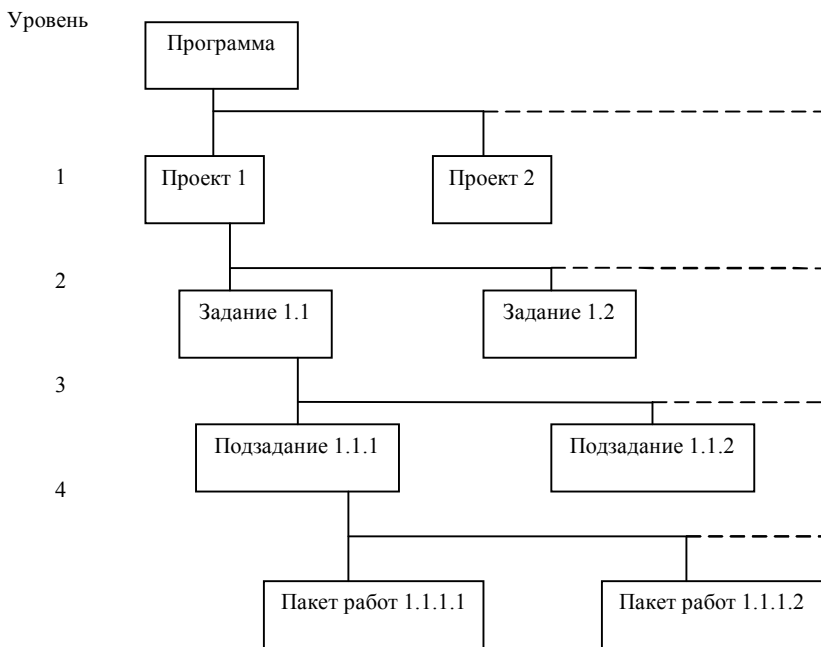 Уровень
Программа
1
Проект 1
Проект 2
2
Задание 1.1
Задание 1.2
3
Подзадание 1.1.1
Подзадание 1.1.2
4
Пакет работ 1.1.1.1
Пакет работ 1.1.1.2